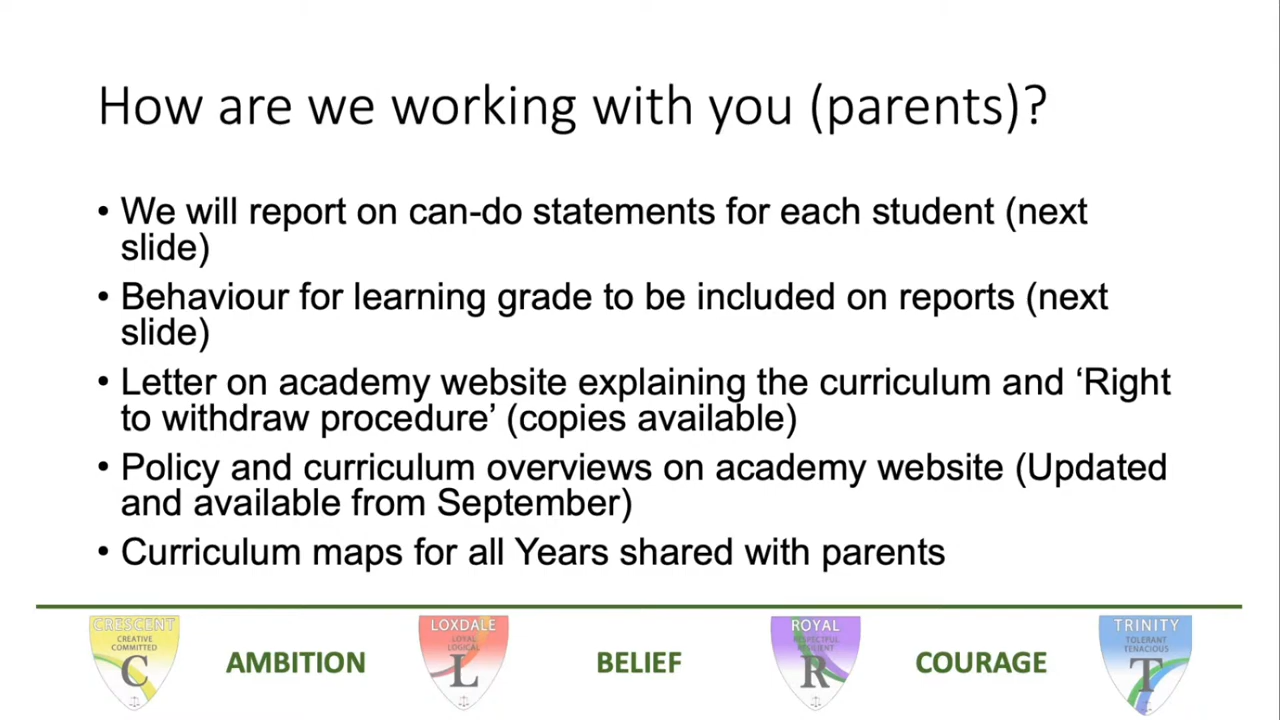 How are we working with you (parents)?
• We will report on can-do statements for each student (next
slide)
• Behaviour for learning grade to be included on reports (next
slide)
• Letter on academy website explaining the curriculum and ‘Right
to withdraw procedure’ (copies available)
• Policy and curriculum overviews on academy website (Updated
and available from September)
• Curriculum maps for all Years shared with parents
CRESCENT
CREATIVE
COMMITTED
C
AMBITION
LOXDALE
LOYAL
LOGICAL
L
BELIEF
ROYAL
RESPECTFUL
RESILIENT
R
COURAGE
TRINITY
TOLERANT
TENACIOUS
T